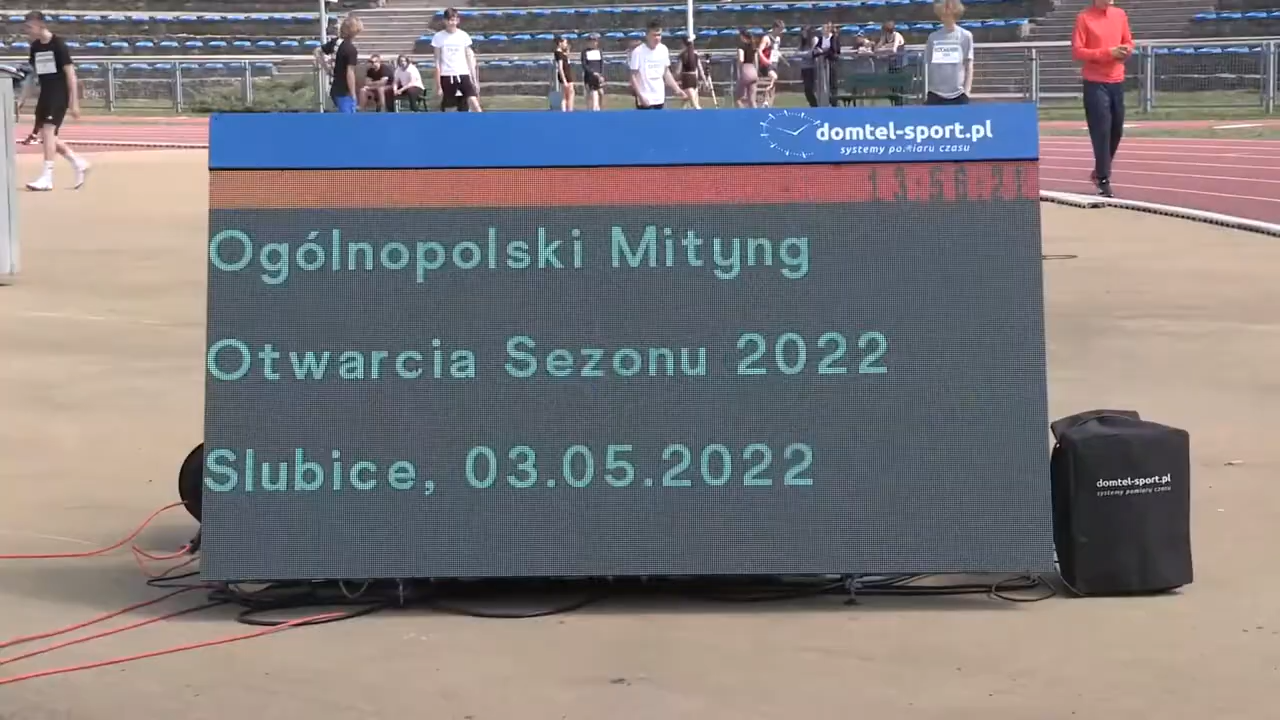 domtel-sport.pl
systemy pomiaru czasu
13:56:21
Ogólnopolski Mityng
Otwarcia Sezonu 2022
Slubice, 03.05.2022
domtel-sport.pl
systemy pomiaru czasu